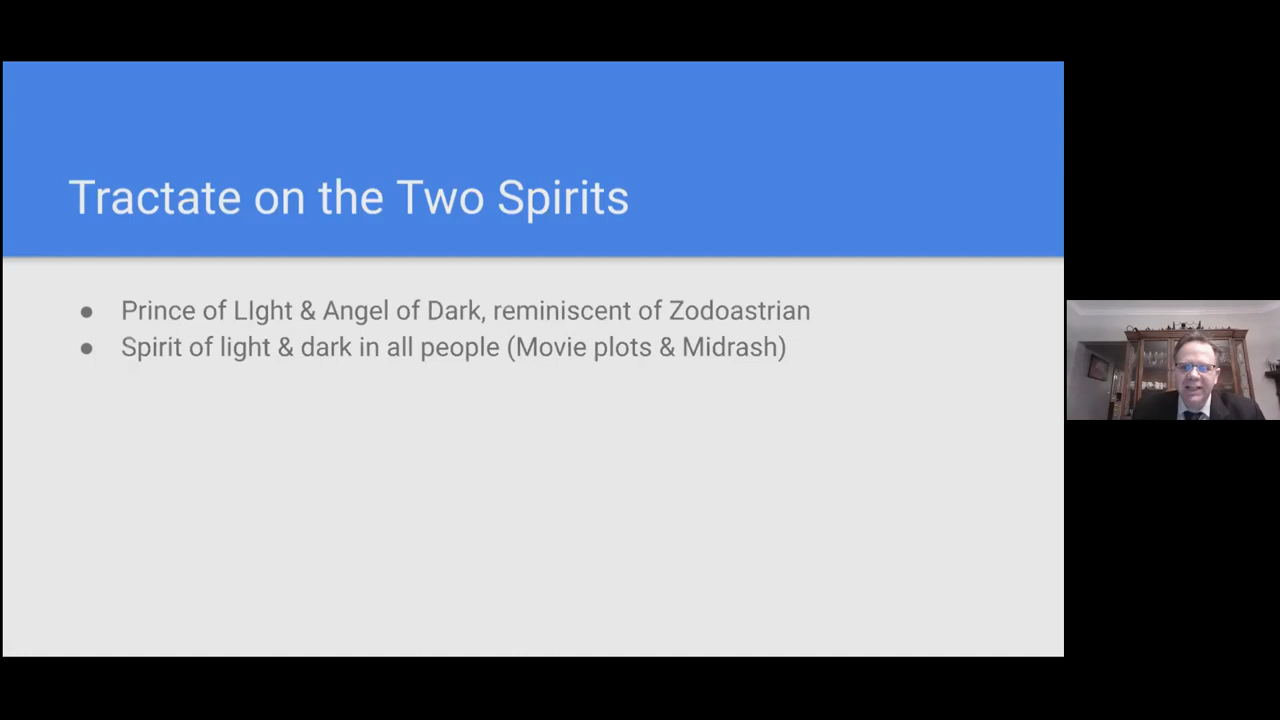 Tractate on the Two Spirits
● Prince of LIght & Angel of Dark, reminiscent of Zodoastrian
● Spirit of light & dark in all people (Movie plots & Midrash)